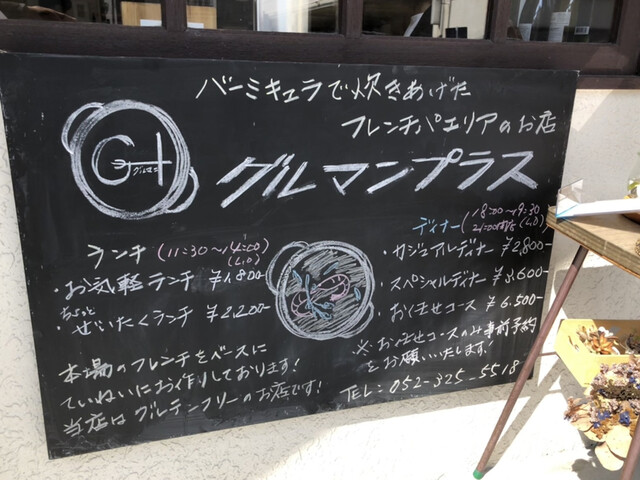 バーミキュラで炊きあげた
フレンチパエリアのお店
グルマン
グルマンプラス
ランチ (11:30～14:00
(L.O)
・お気軽ランチ ¥1,800-
ちょっと
・ぜいたくランチ ¥2,200-
本場のフレンチをベースに
ていねいにお作りしております!
当店はグルテンフリーのお店です!
ディナー (18:00～19:30
(L.O)
・カジュアルディナー ¥2,800-
・スペシャルディナー ¥3,600-
・おまかせコース ¥6,500-
※おまかせコースのみ事前予約
をお願いいたします!
TEL:052-325-5518